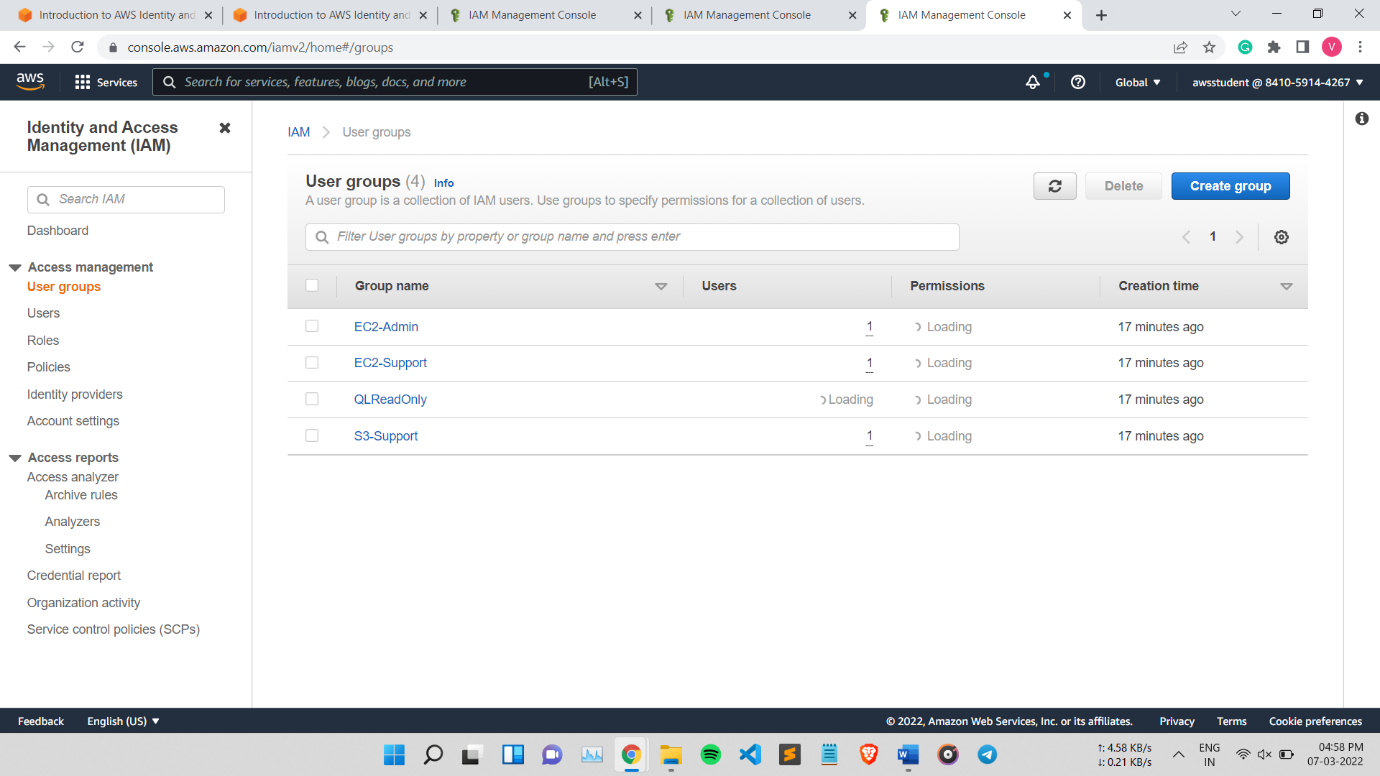 Introduction to AWS Identity and
Introduction to AWS Identity and
IAM Management Console
IAM Management Console
IAM Management Console
console.aws.amazon.com/iamv2/home#/groups
V
aws
Services
Search for services, features, blogs, docs, and more [Alt+S]
Global ▼
awsstudent @ 8410-5914-4267 ▼
Identity and Access
Management (IAM)
Search IAM
Dashboard
Access management
User groups
Users
Roles
Policies
Identity providers
Account settings
Access reports
Access analyzer
Archive rules
Analyzers
Settings
Credential report
Organization activity
Service control policies (SCPs)
IAM > User groups
User groups (4) Info
A user group is a collection of IAM users. Use groups to specify permissions for a collection of users.
Delete
Create group
Filter User groups by property or group name and press enter
1
Group name Users Permissions Creation time
EC2-Admin 1 Loading 17 minutes ago
EC2-Support 1 Loading 17 minutes ago
QLReadOnly Loading Loading 17 minutes ago
S3-Support 1 Loading 17 minutes ago
Feedback English (US) ▼
© 2022, Amazon Web Services, Inc. or its affiliates. Privacy Terms Cookie preferences
↑: 4.58 KB/s
↓: 0.21 KB/s
ENG
IN
04:58 PM
07-03-2022